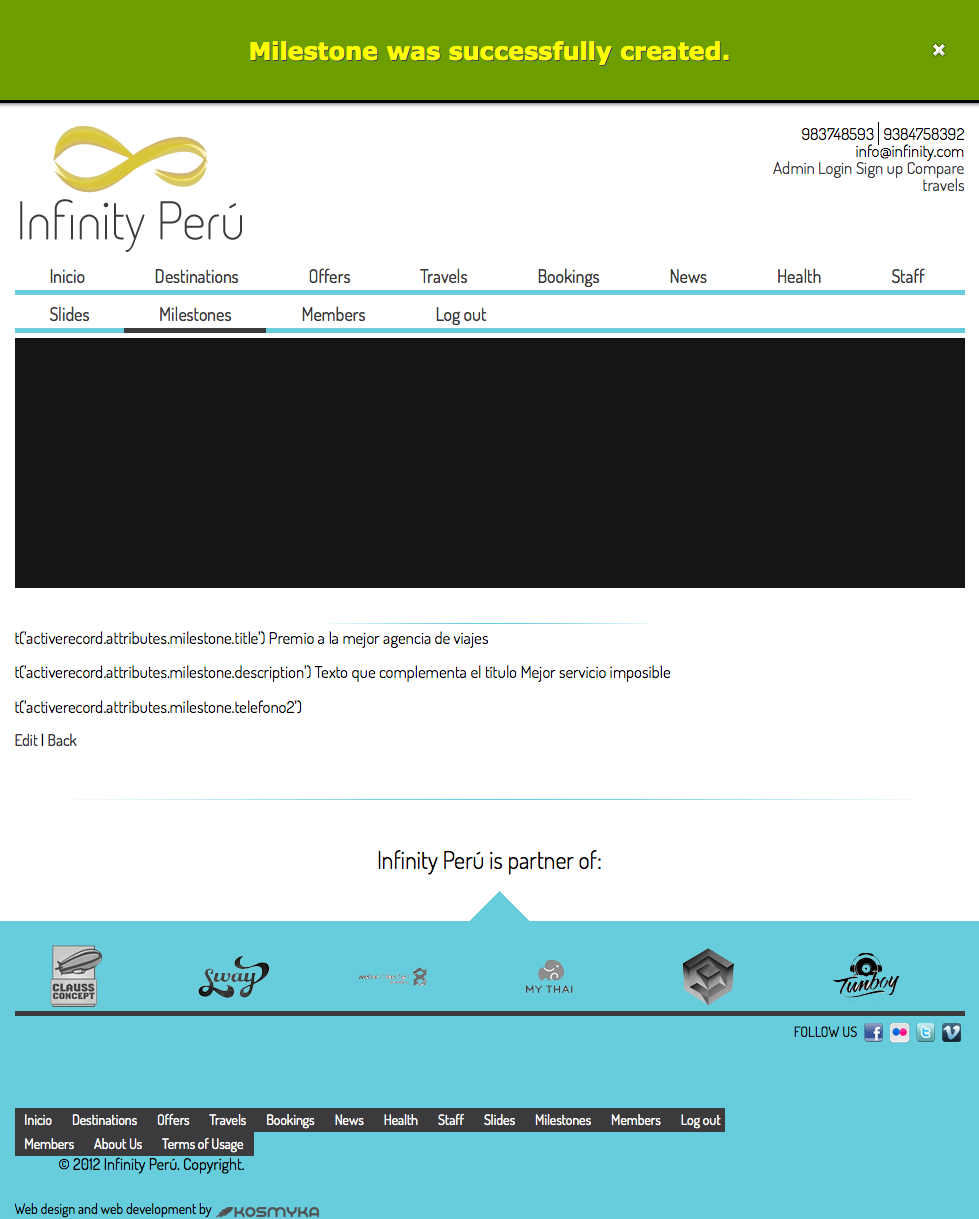 Milestone was successfully created.
983748593 | 9384758392
info@infinity.com
Admin Login Sign up Compare
travels
Infinity Perú
Inicio Destinations Offers Travels Bookings News Health Staff
Slides Milestones Members Log out
t('activerecord.attributes.milestone.title') Premio a la mejor agencia de viajes
t('activerecord.attributes.milestone.description') Texto que complementa el título Mejor servicio imposible
t('activerecord.attributes.milestone.telefono2')
Edit | Back
Infinity Perú is partner of:
CLAUSS
CONCEPT
Sway
MY THAI
Tunboy
FOLLOW US
Inicio Destinations Offers Travels Bookings News Health Staff Slides Milestones Members Log out
Members About Us Terms of Usage
© 2012 Infinity Perú. Copyright.
Web design and web development by KOSMYKA